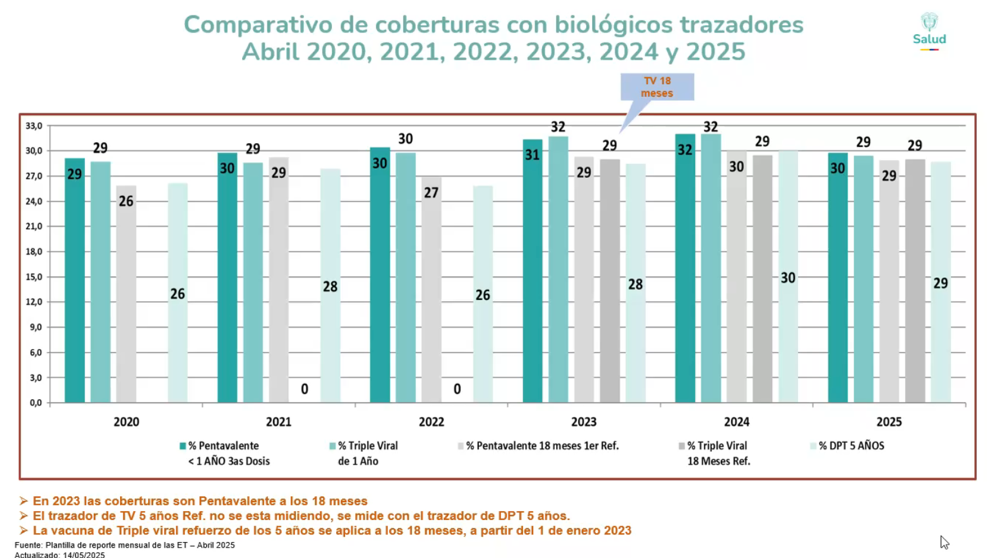 Comparativo de coberturas con biológicos trazadores
Abril 2020, 2021, 2022, 2023, 2024 y 2025
Salud
TV 18
meses
33,0
30,0
27,0
24,0
21,0
18,0
15,0
12,0
9,0
6,0
3,0
0,0
29 29 26 26
30 29 29 0 28
30 30 27 0 26
31 32 29 29 28
32 32 30 29 30
30 29 29 29 29
2020 2021 2022 2023 2024 2025
% Pentavalente
< 1 AÑO 3as Dosis
% Triple Viral
de 1 Año
% Pentavalente 18 meses 1er Ref.
% Triple Viral
18 Meses Ref.
% DPT 5 AÑOS
➢ En 2023 las coberturas son Pentavalente a los 18 meses
➢ El trazador de TV 5 años Ref. no se esta midiendo, se mide con el trazador de DPT 5 años.
➢ La vacuna de Triple viral refuerzo de los 5 años se aplica a los 18 meses, a partir del 1 de enero 2023
Fuente: Plantilla de reporte mensual de las ET – Abril 2025
Actualizado: 14/05/2025